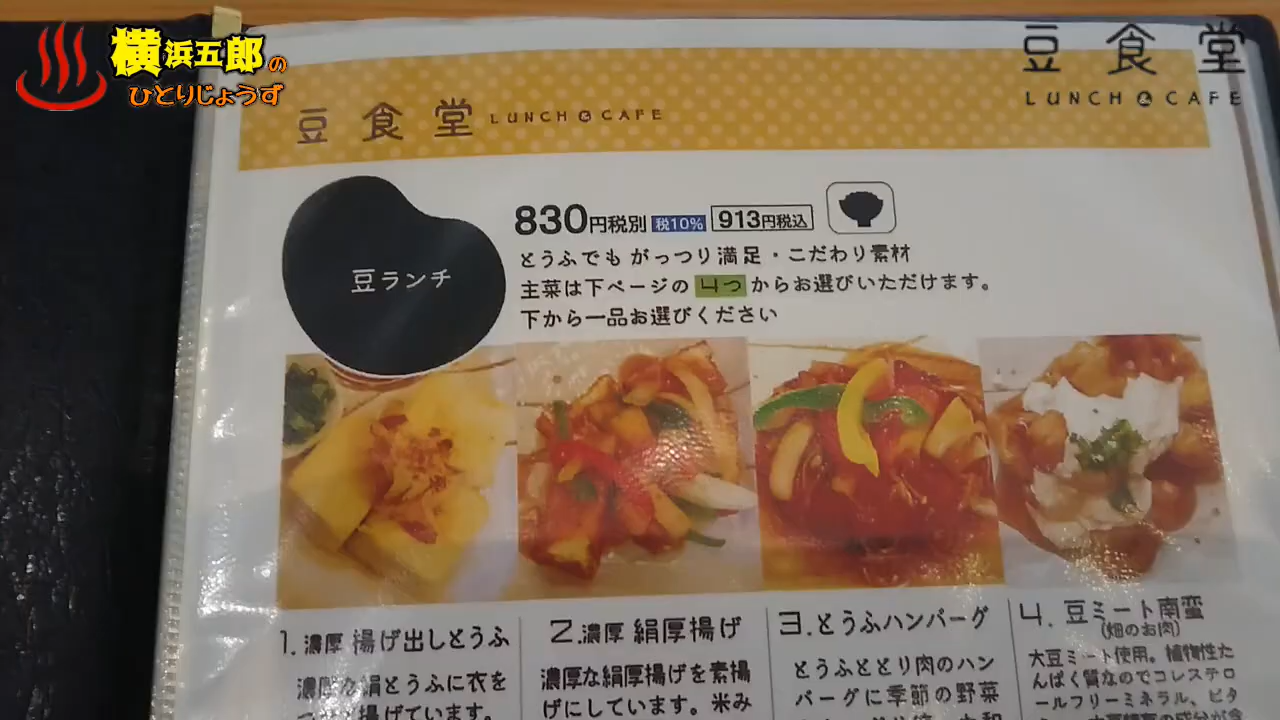 横浜五郎の
ひとりじょうず
豆食堂
LUNCH & CAFE
豆食堂 LUNCH & CAFE
豆ランチ
830円税別 税10% 913円税込
とうふでも がっつり満足・こだわり素材
主菜は下ページの 4つ からお選びいただけます。
下から一品お選びください
1. 濃厚 揚げ出しとうふ
濃厚な絹とうふに衣を
揚げています。
2. 濃厚 絹厚揚げ
濃厚な絹厚揚げを素揚
げにしています。米み
3. とうふハンバーグ
とうふととり肉のハン
バーグに季節の野菜
4. 豆ミート南蛮
(畑のお肉)
大豆ミート使用。植物性た
んぱく質なのでコレステロ
ールフリーミネラル、ビタ